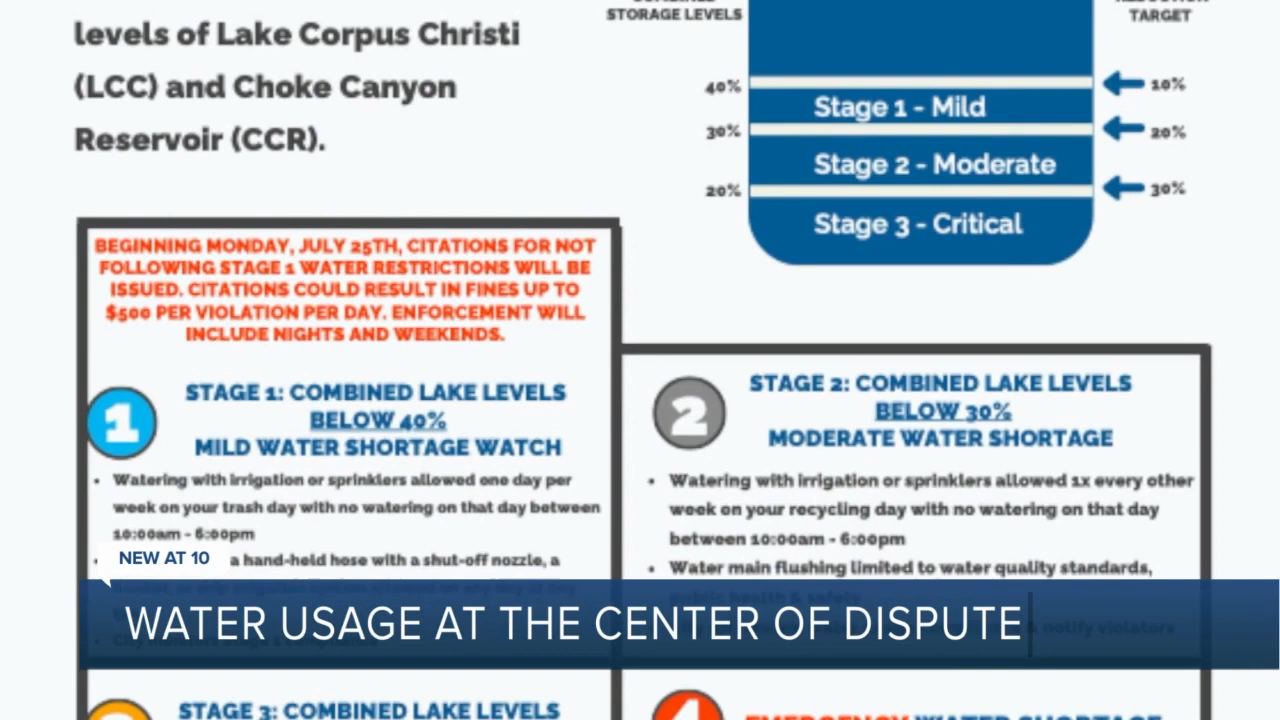 levels of Lake Corpus Christi
(LCC) and Choke Canyon
Reservoir (CCR).
STORAGE LEVELS
TARGET
40%
10%
Stage 1 - Mild
30%
20%
Stage 2 - Moderate
20%
30%
Stage 3 - Critical
BEGINNING MONDAY, JULY 25TH, CITATIONS FOR NOT
FOLLOWING STAGE 1 WATER RESTRICTIONS WILL BE
ISSUED. CITATIONS COULD RESULT IN FINES UP TO
$500 PER VIOLATION PER DAY. ENFORCEMENT WILL
INCLUDE NIGHTS AND WEEKENDS.
1
STAGE 1: COMBINED LAKE LEVELS
BELOW 40%
MILD WATER SHORTAGE WATCH
• Watering with irrigation or sprinklers allowed one day per
week on your trash day with no watering on that day between
10:00am - 6:00pm
a hand-held hose with a shut-off nozzle, a
2
STAGE 2: COMBINED LAKE LEVELS
BELOW 30%
MODERATE WATER SHORTAGE
• Watering with irrigation or sprinklers allowed 1x every other
week on your recycling day with no watering on that day
between 10:00am - 6:00pm
• Water main flushing limited to water quality standards,
public health & safety
notify violators
NEW AT 10
WATER USAGE AT THE CENTER OF DISPUTE
STAGE 3: COMBINED LAKE LEVELS
EMERGENCY WATER SHORTAGE